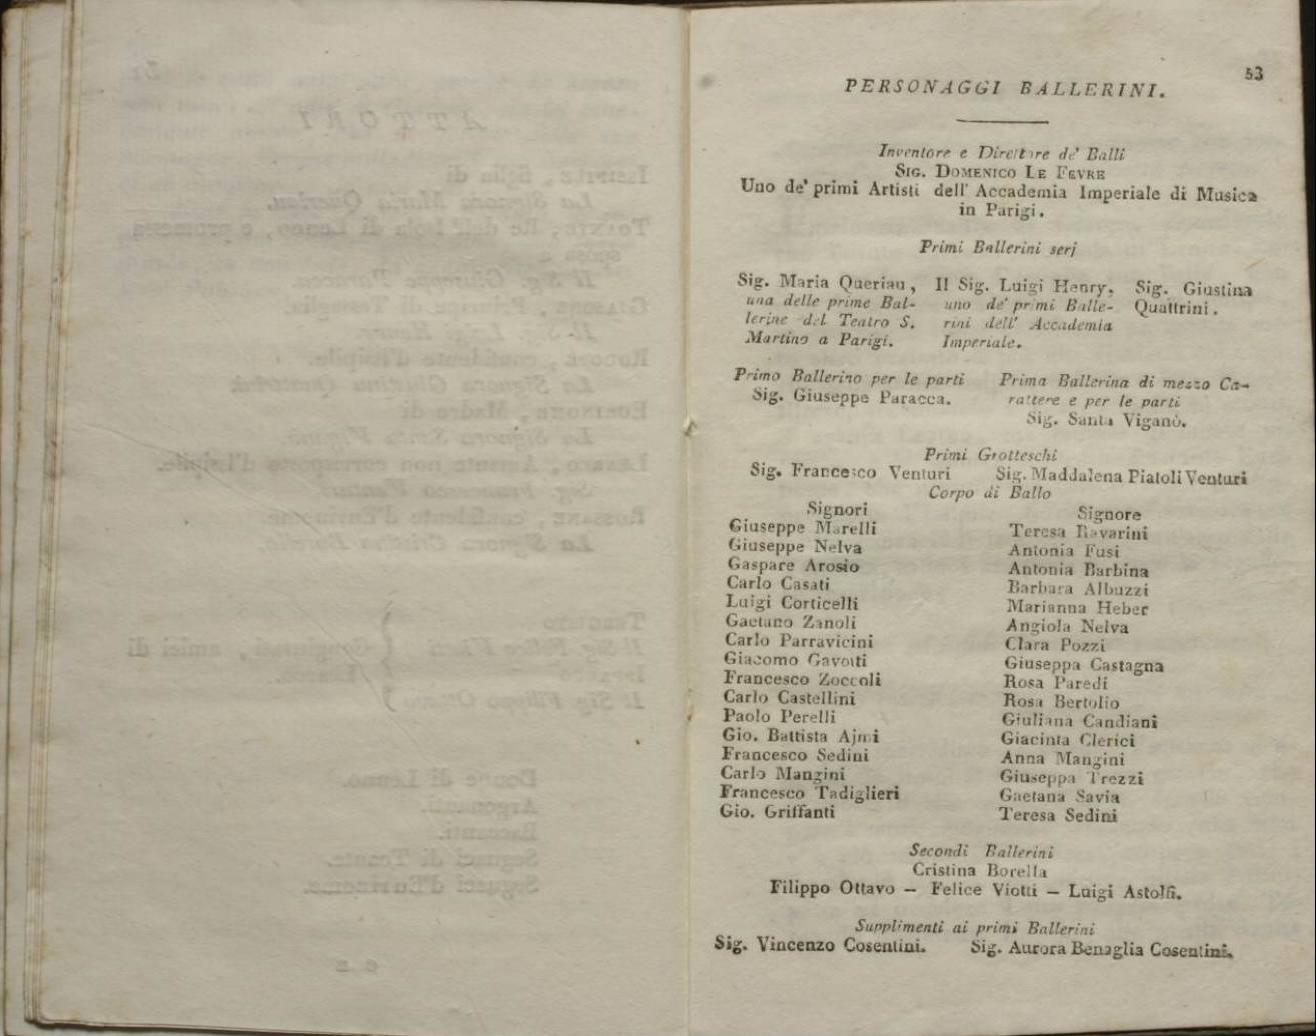 53
PERSONAGGI BALLERINI.
Inventore e Direttore de' Balli
SIG. DOMENICO LE FEVRE
Uno de' primi Artisti dell' Accademia Imperiale di Musica
in Parigi.
Primi Ballerini serj
Sig. Maria Queriau,
una delle prime Bal-
lerine del Teatro S.
Martino a Parigi.
Il Sig. Luigi Henry,
uno de' primi Balle-
rini dell' Accademia
Imperiale.
Sig. Giustina
Quattrini.
Primo Ballerino per le parti
Sig. Giuseppe Paracca.
Prima Ballerina di mezzo Ca-
rattere e per le parti
Sig. Santa Viganò.
Primi Grotteschi
Sig. Francesco Venturi Sig. Maddalena Piatoli Venturi
Corpo di Ballo
Signori
Giuseppe Marelli
Giuseppe Nelva
Gaspare Arosio
Carlo Casati
Luigi Corticelli
Gaetano Zanoli
Carlo Parravicini
Giacomo Gavotti
Francesco Zoccoli
Carlo Castellini
Paolo Perelli
Gio. Battista Ajmi
Francesco Sedini
Carlo Mangini
Francesco Tadiglieri
Gio. Griffanti
Signore
Teresa Ravarini
Antonia Fusi
Antonia Barbina
Barbara Albuzzi
Marianna Heber
Angiola Nelva
Clara Pozzi
Giuseppa Castagna
Rosa Paredi
Rosa Bertolio
Giuliana Candiani
Giacinta Clerici
Anna Mangini
Giuseppa Trezzi
Gaetana Savia
Teresa Sedini
Secondi Ballerini
Cristina Borella
Filippo Ottavo — Felice Viotti — Luigi Astolfi.
Supplimenti ai primi Ballerini
Sig. Vincenzo Cosentini. Sig. Aurora Benaglia Cosentini.